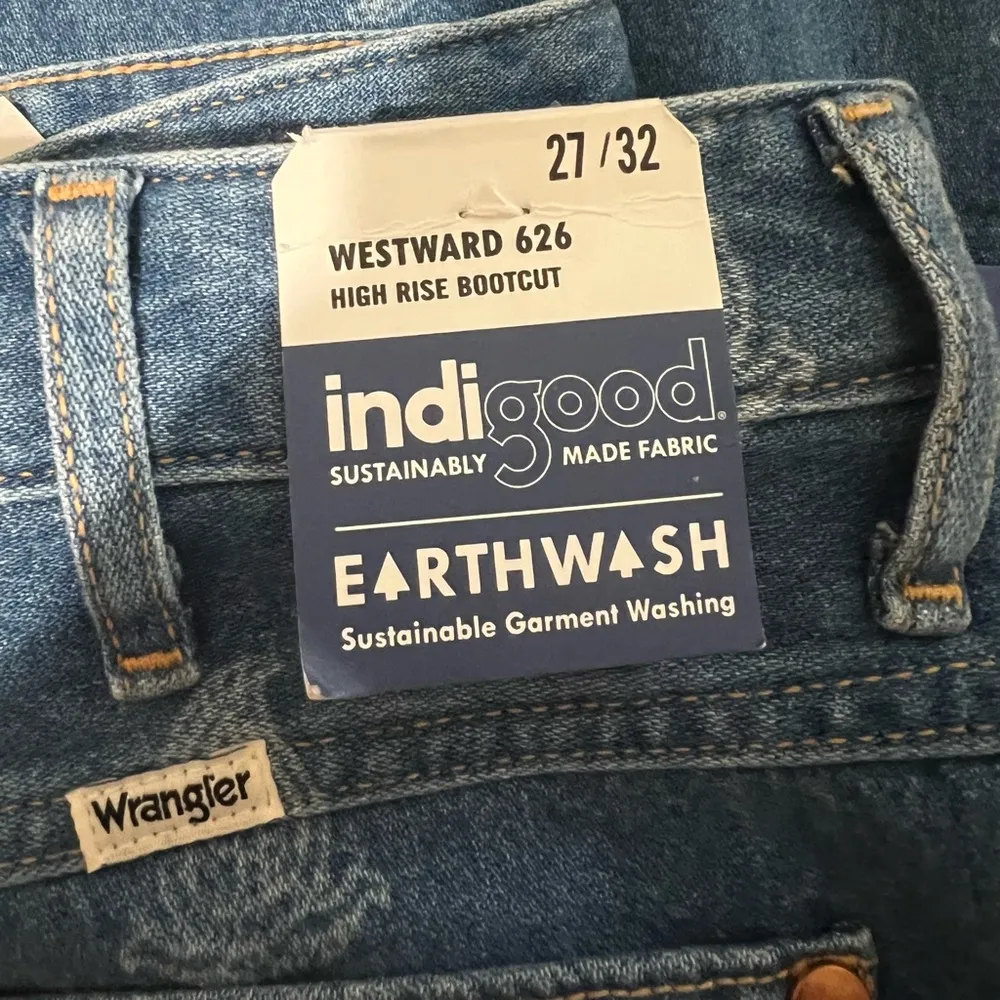 27 / 32
WESTWARD 626
HIGH RISE BOOTCUT
indigood®
SUSTAINABLY MADE FABRIC
EARTHWASH
Sustainable Garment Washing
Wrangler